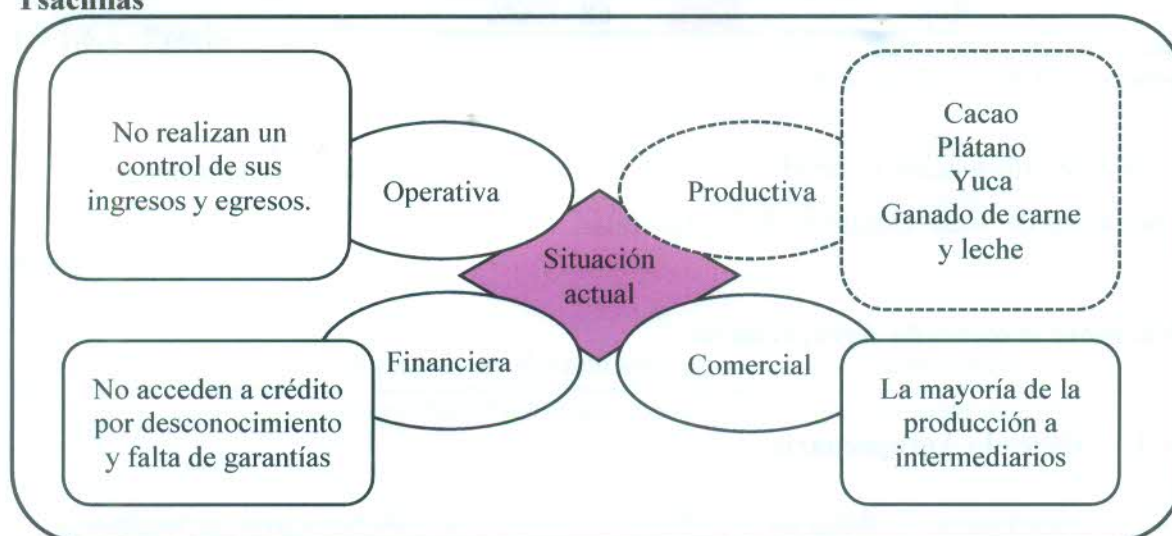 Tsáchilas
No realizan un
control de sus
ingresos y egresos.
Operativa
Productiva
Cacao
Plátano
Yuca
Ganado de carne
y leche
Situación
actual
Financiera
Comercial
No acceden a crédito
por desconocimiento
y falta de garantías
La mayoría de la
producción a
intermediarios